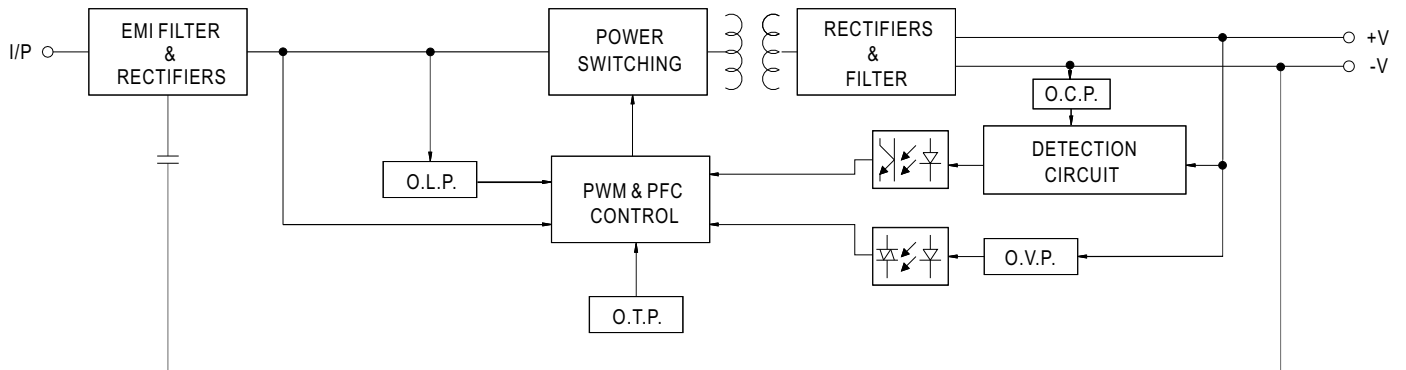 I/P
EMI FILTER
&
RECTIFIERS
POWER
SWITCHING
RECTIFIERS
&
FILTER
+V
-V
O.C.P.
DETECTION
CIRCUIT
O.L.P.
PWM & PFC
CONTROL
O.V.P.
O.T.P.